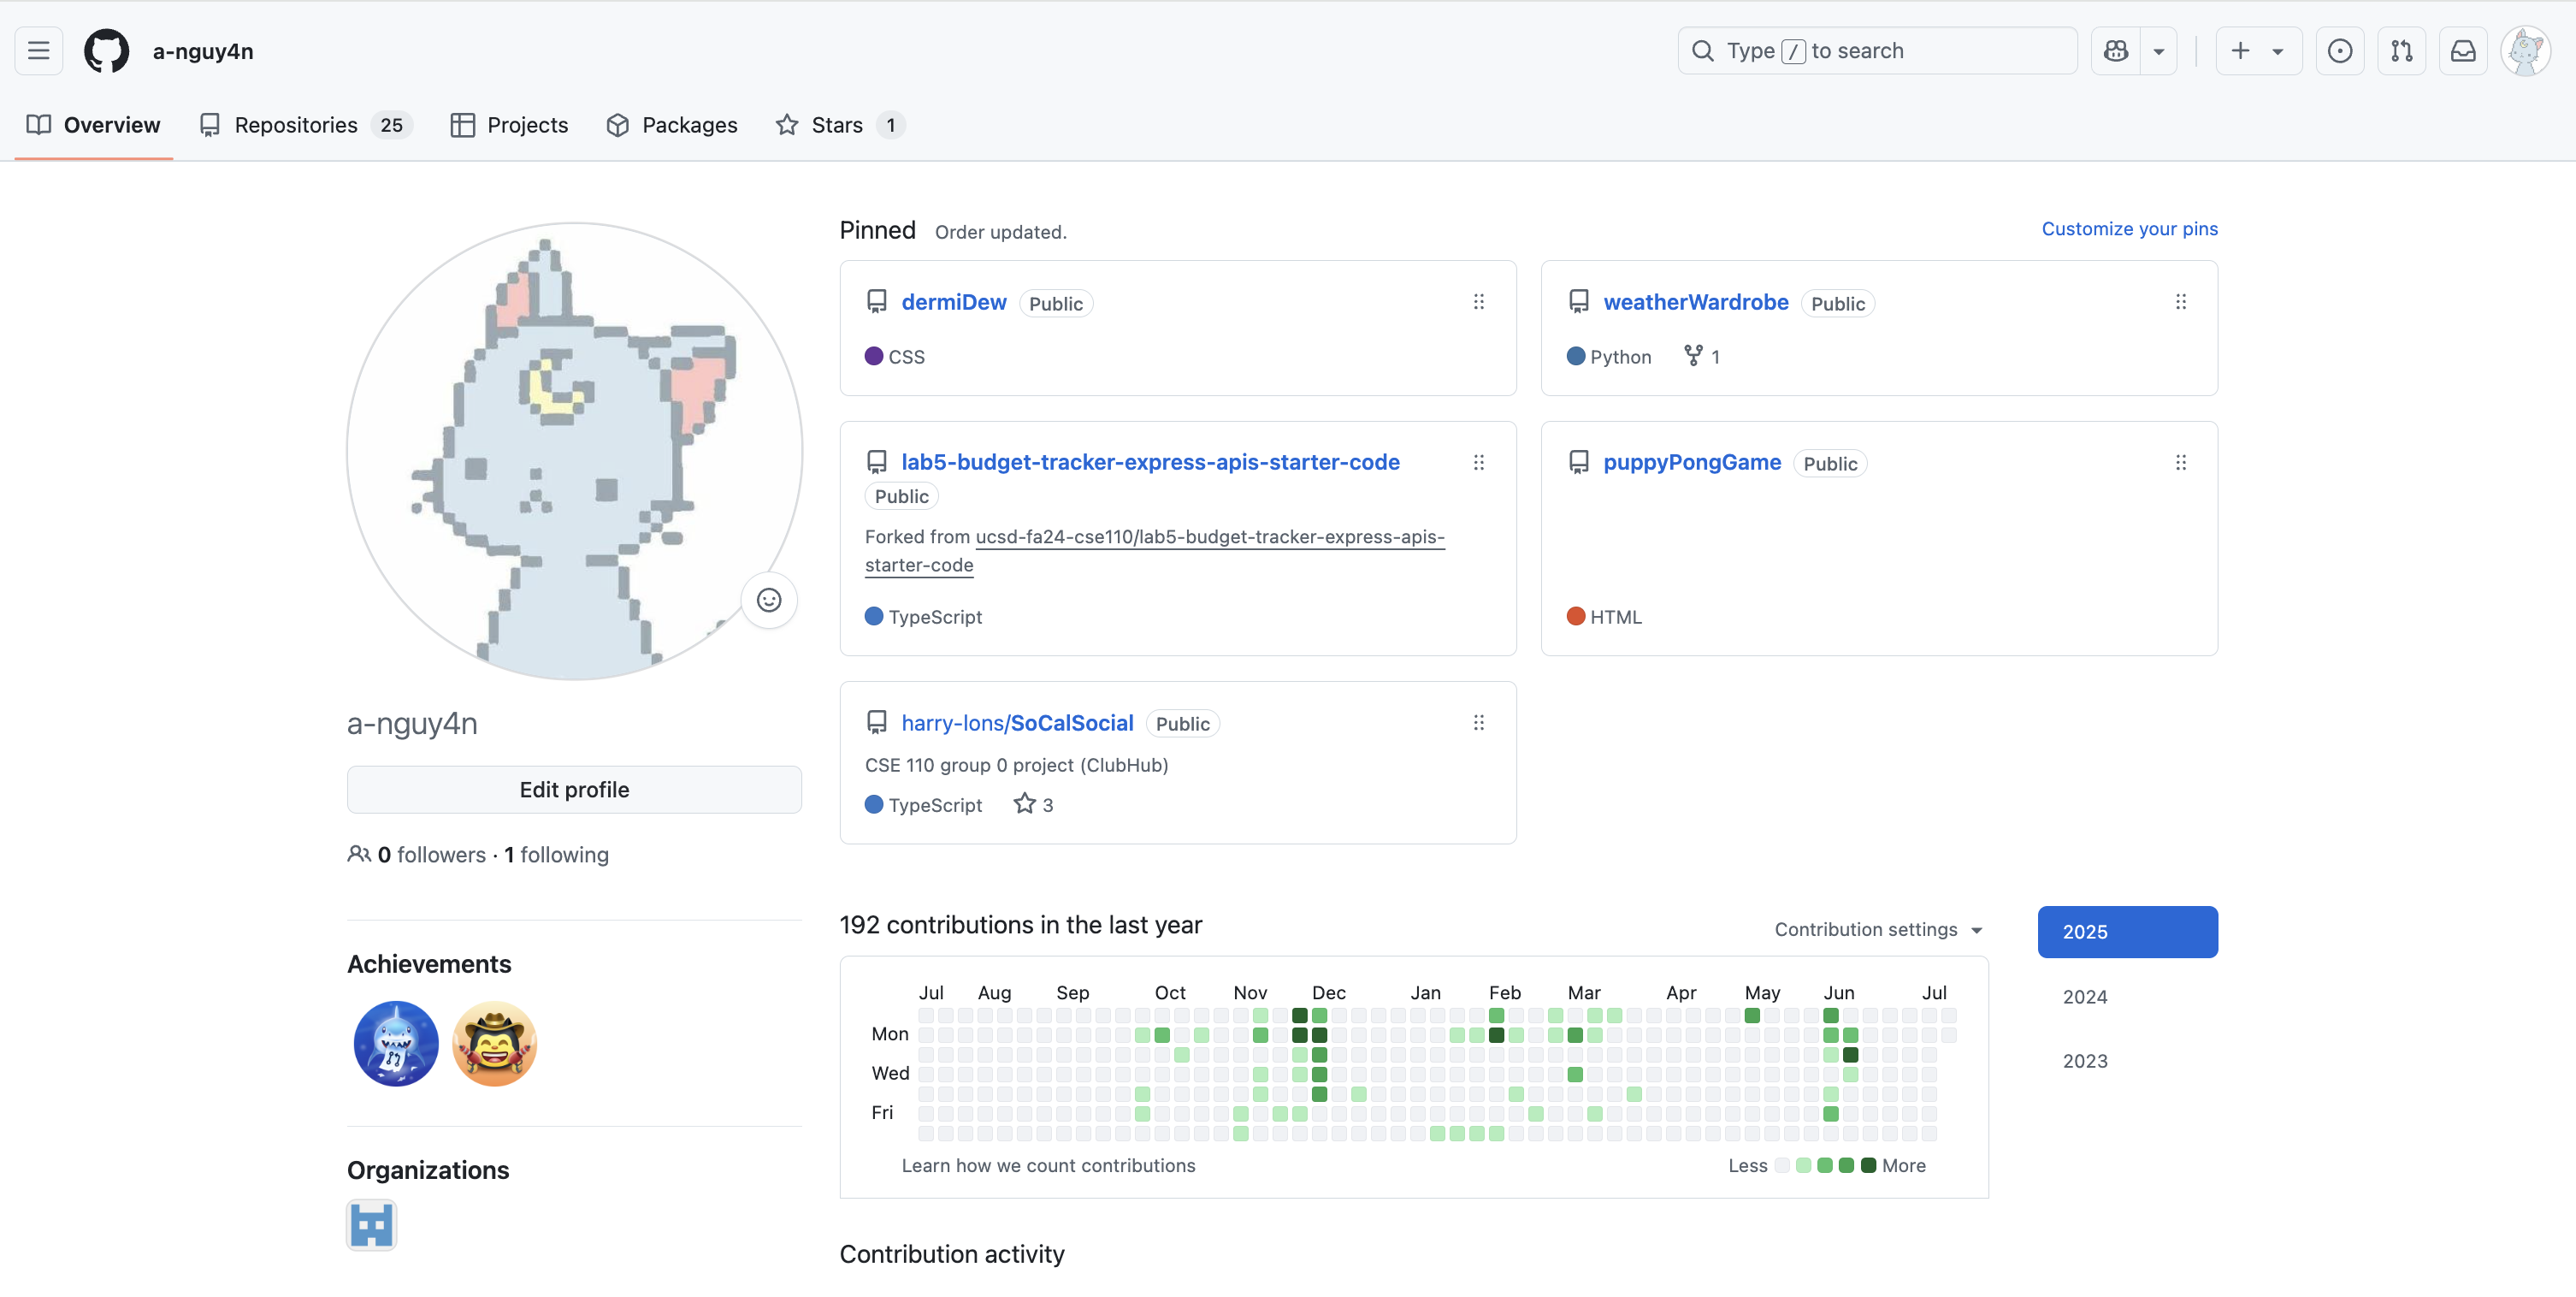 a-nguy4n
Type / to search
Overview
Repositories 25
Projects
Packages
Stars 1
Pinned Order updated.
Customize your pins
dermiDew Public
CSS
weatherWardrobe Public
Python 1
lab5-budget-tracker-express-apis-starter-code
Public
Forked from ucsd-fa24-cse110/lab5-budget-tracker-express-apis-
starter-code
TypeScript
puppyPongGame Public
HTML
harry-lons/SoCalSocial Public
CSE 110 group 0 project (ClubHub)
TypeScript 3
a-nguy4n
Edit profile
0 followers · 1 following
Achievements
Organizations
192 contributions in the last year
Contribution settings
2025
2024
2023
Jul Aug Sep Oct Nov Dec Jan Feb Mar Apr May Jun Jul
Mon
Wed
Fri
Learn how we count contributions
Less More
Contribution activity